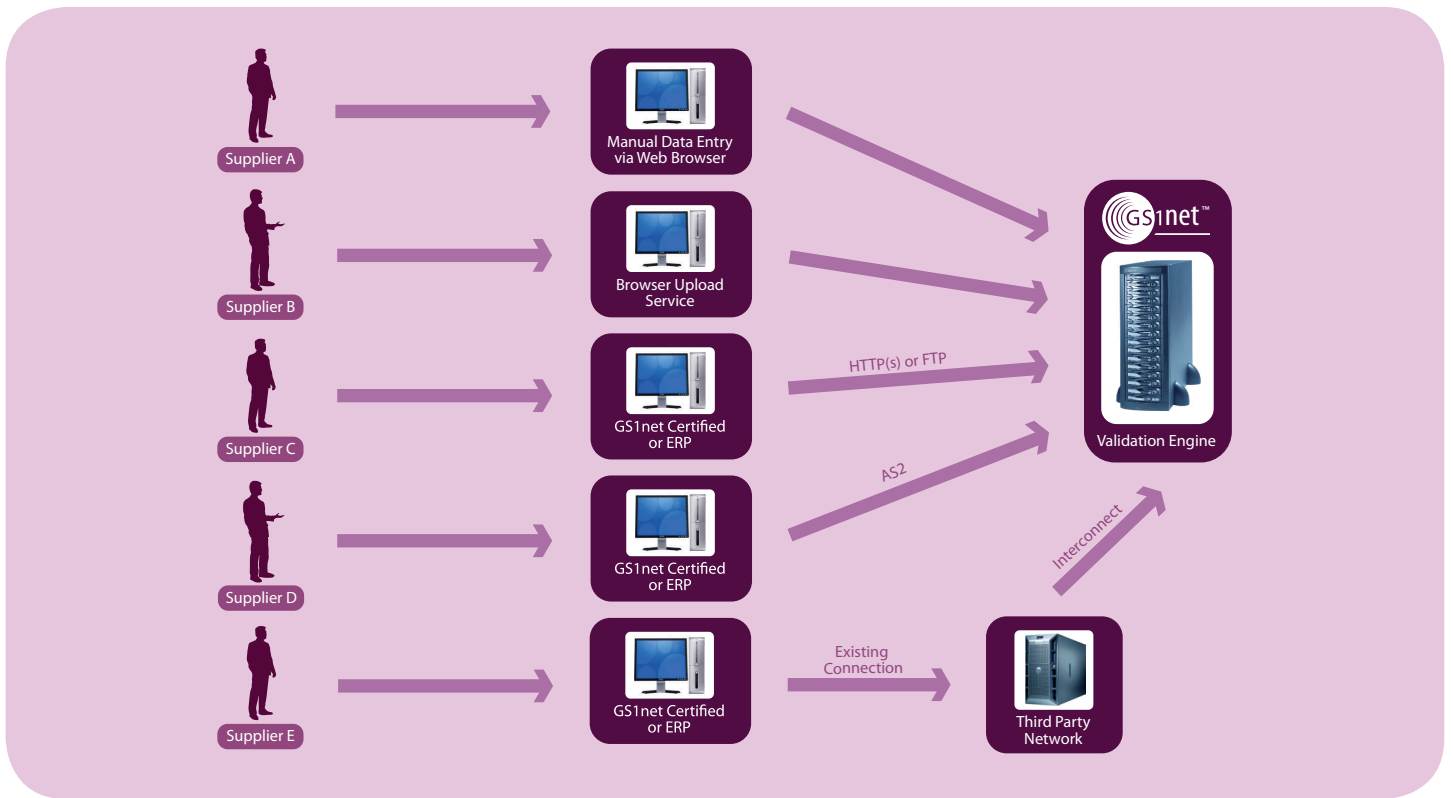 Supplier A
Manual Data Entry
via Web Browser
GS1net™
Supplier B
Browser Upload
Service
HTTP(s) or FTP
Supplier C
GS1net Certified
or ERP
Validation Engine
AS2
Supplier D
GS1net Certified
or ERP
Interconnect
Supplier E
GS1net Certified
or ERP
Existing
Connection
Third Party
Network